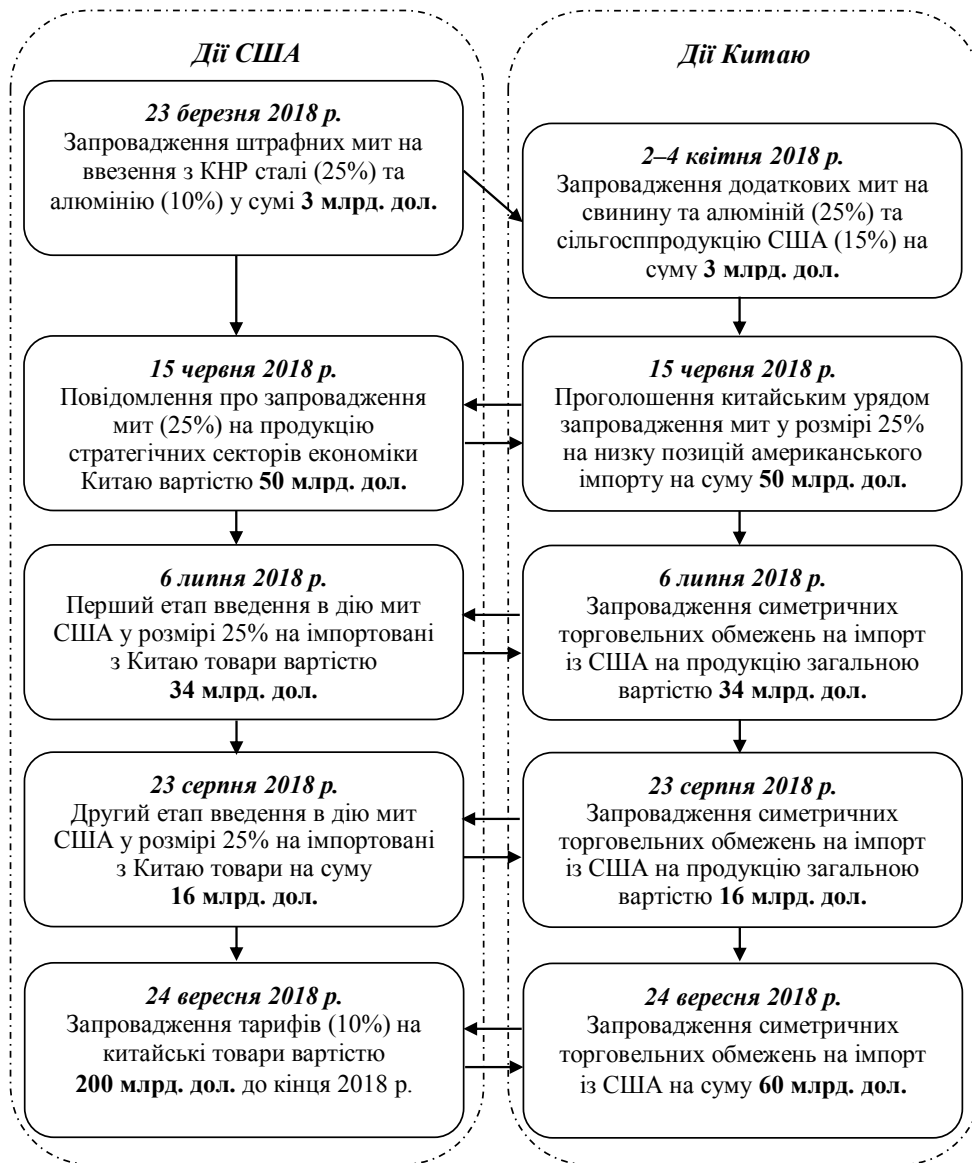 Дії США
23 березня 2018 р.
Запровадження штрафних мит на
ввезення з КНР сталі (25%) та
алюмінію (10%) у сумі 3 млрд. дол.
15 червня 2018 р.
Повідомлення про запровадження
мит (25%) на продукцію
стратегічних секторів економіки
Китаю вартістю 50 млрд. дол.
6 липня 2018 р.
Перший етап введення в дію мит
США у розмірі 25% на імпортовані
з Китаю товари вартістю
34 млрд. дол.
23 серпня 2018 р.
Другий етап введення в дію мит
США у розмірі 25% на імпортовані
з Китаю товари на суму
16 млрд. дол.
24 вересня 2018 р.
Запровадження тарифів (10%) на
китайські товари вартістю
200 млрд. дол. до кінця 2018 р.
Дії Китаю
2–4 квітня 2018 р.
Запровадження додаткових мит на
свинину та алюміній (25%) та
сільгосппродукцію США (15%) на
суму 3 млрд. дол.
15 червня 2018 р.
Проголошення китайським урядом
запровадження мит у розмірі 25%
на низку позицій американського
імпорту на суму 50 млрд. дол.
6 липня 2018 р.
Запровадження симетричних
торговельних обмежень на імпорт
із США на продукцію загальною
вартістю 34 млрд. дол.
23 серпня 2018 р.
Запровадження симетричних
торговельних обмежень на імпорт
із США на продукцію загальною
вартістю 16 млрд. дол.
24 вересня 2018 р.
Запровадження симетричних
торговельних обмежень на імпорт
із США на суму 60 млрд. дол.